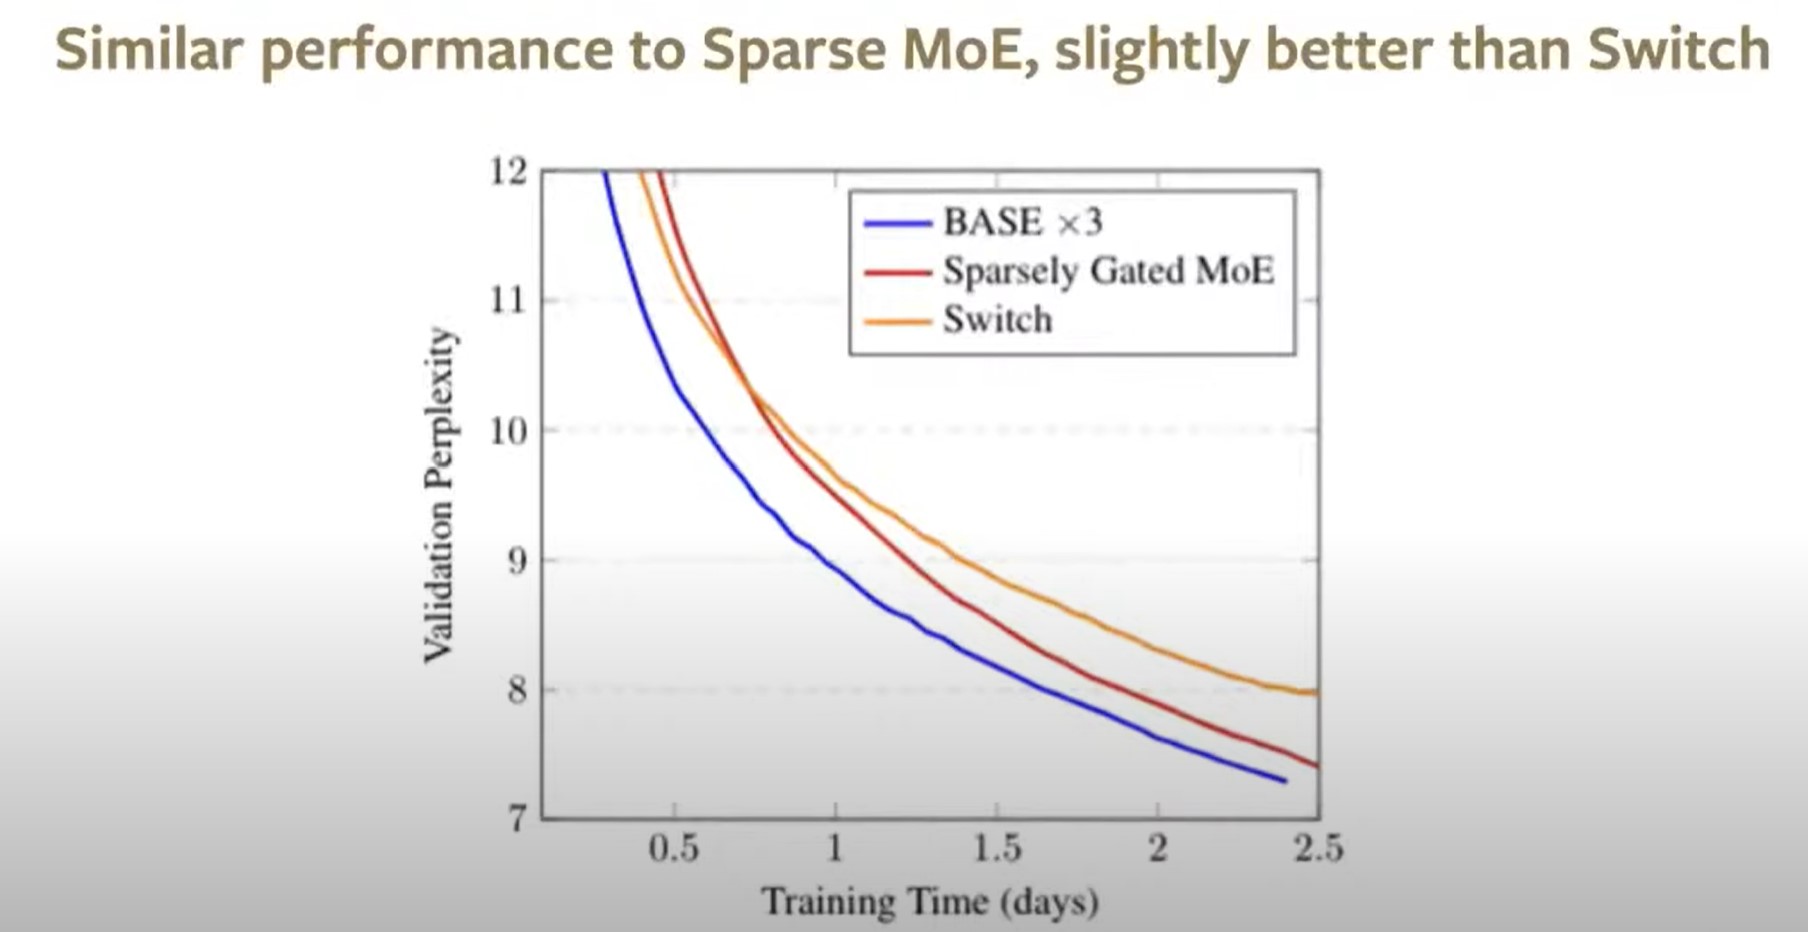 Similar performance to Sparse MoE, slightly better than Switch
12
11
10
9
8
7
Validation Perplexity
BASE ×3
Sparsely Gated MoE
Switch
0.5
1
1.5
2
2.5
Training Time (days)